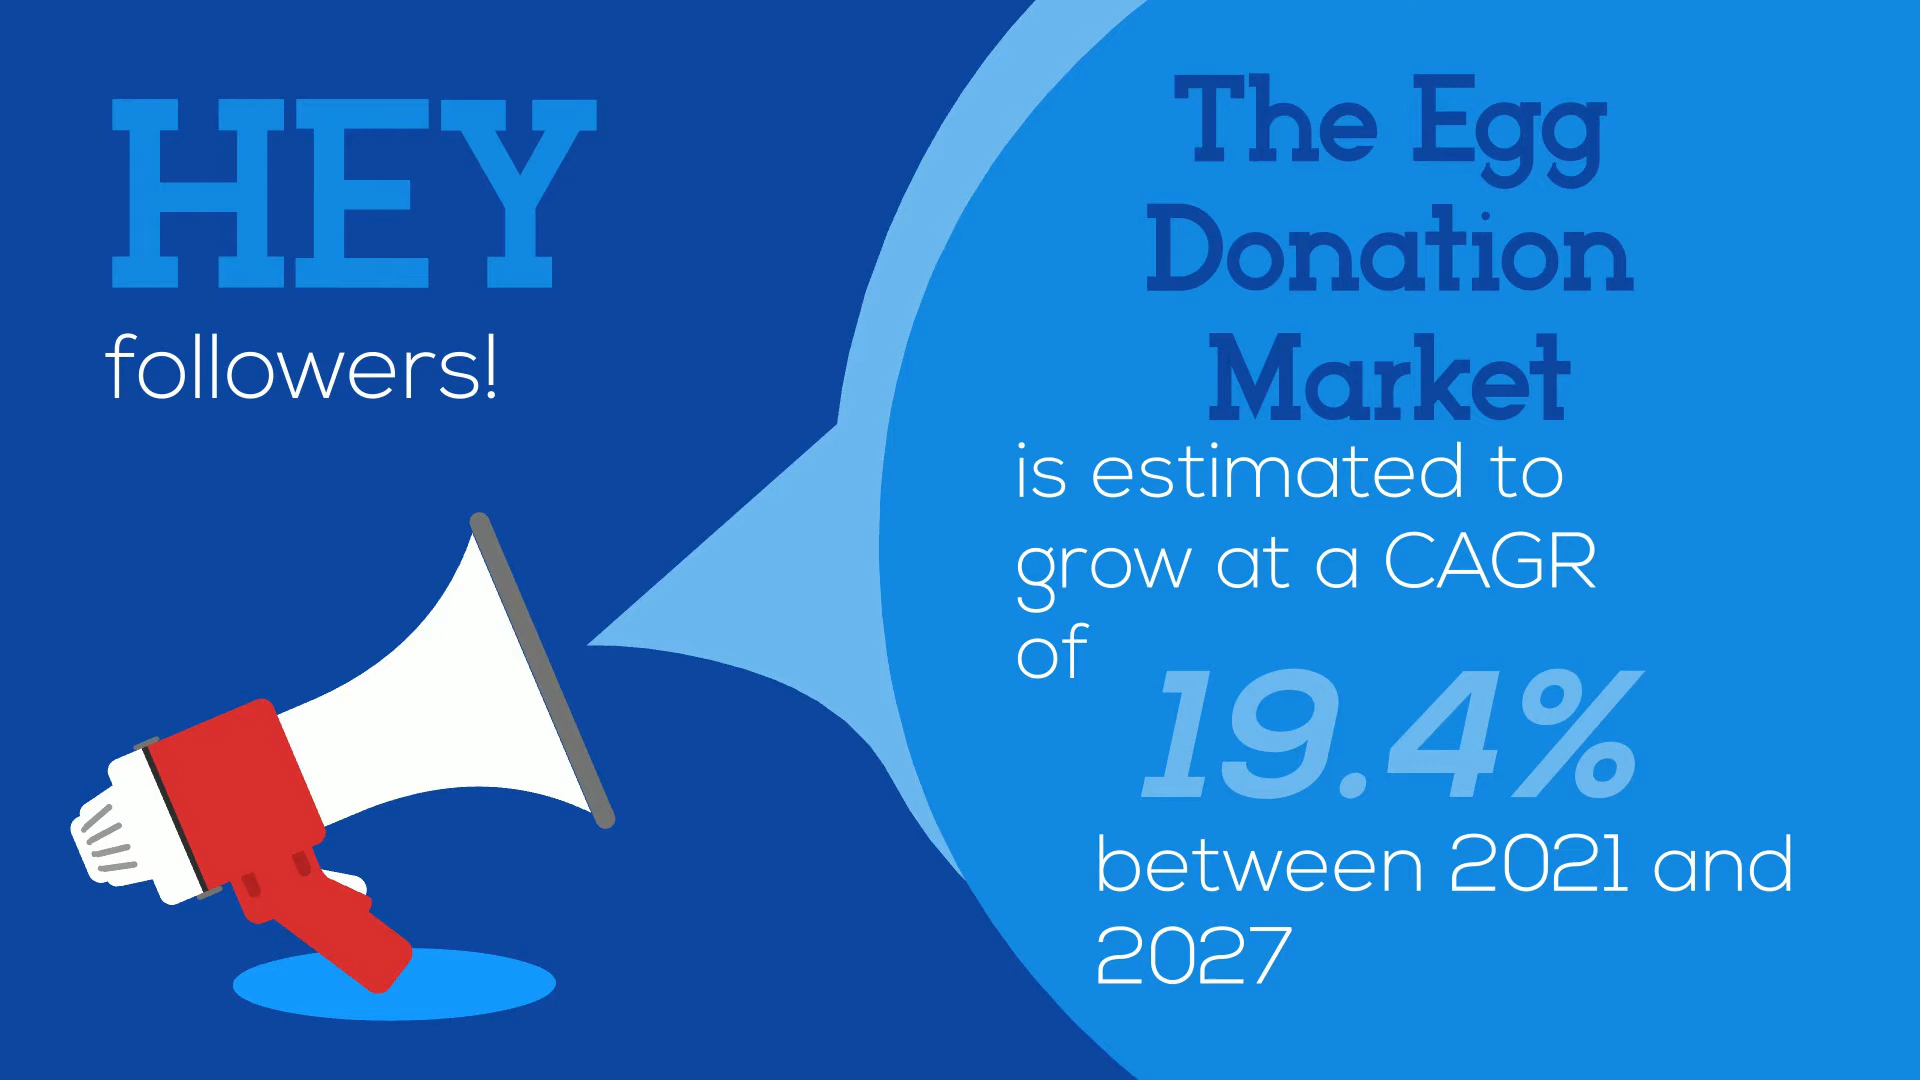 HEY
followers!
The Egg
Donation
Market
is estimated to
grow at a CAGR
of
19.4%
between 2021 and
2027